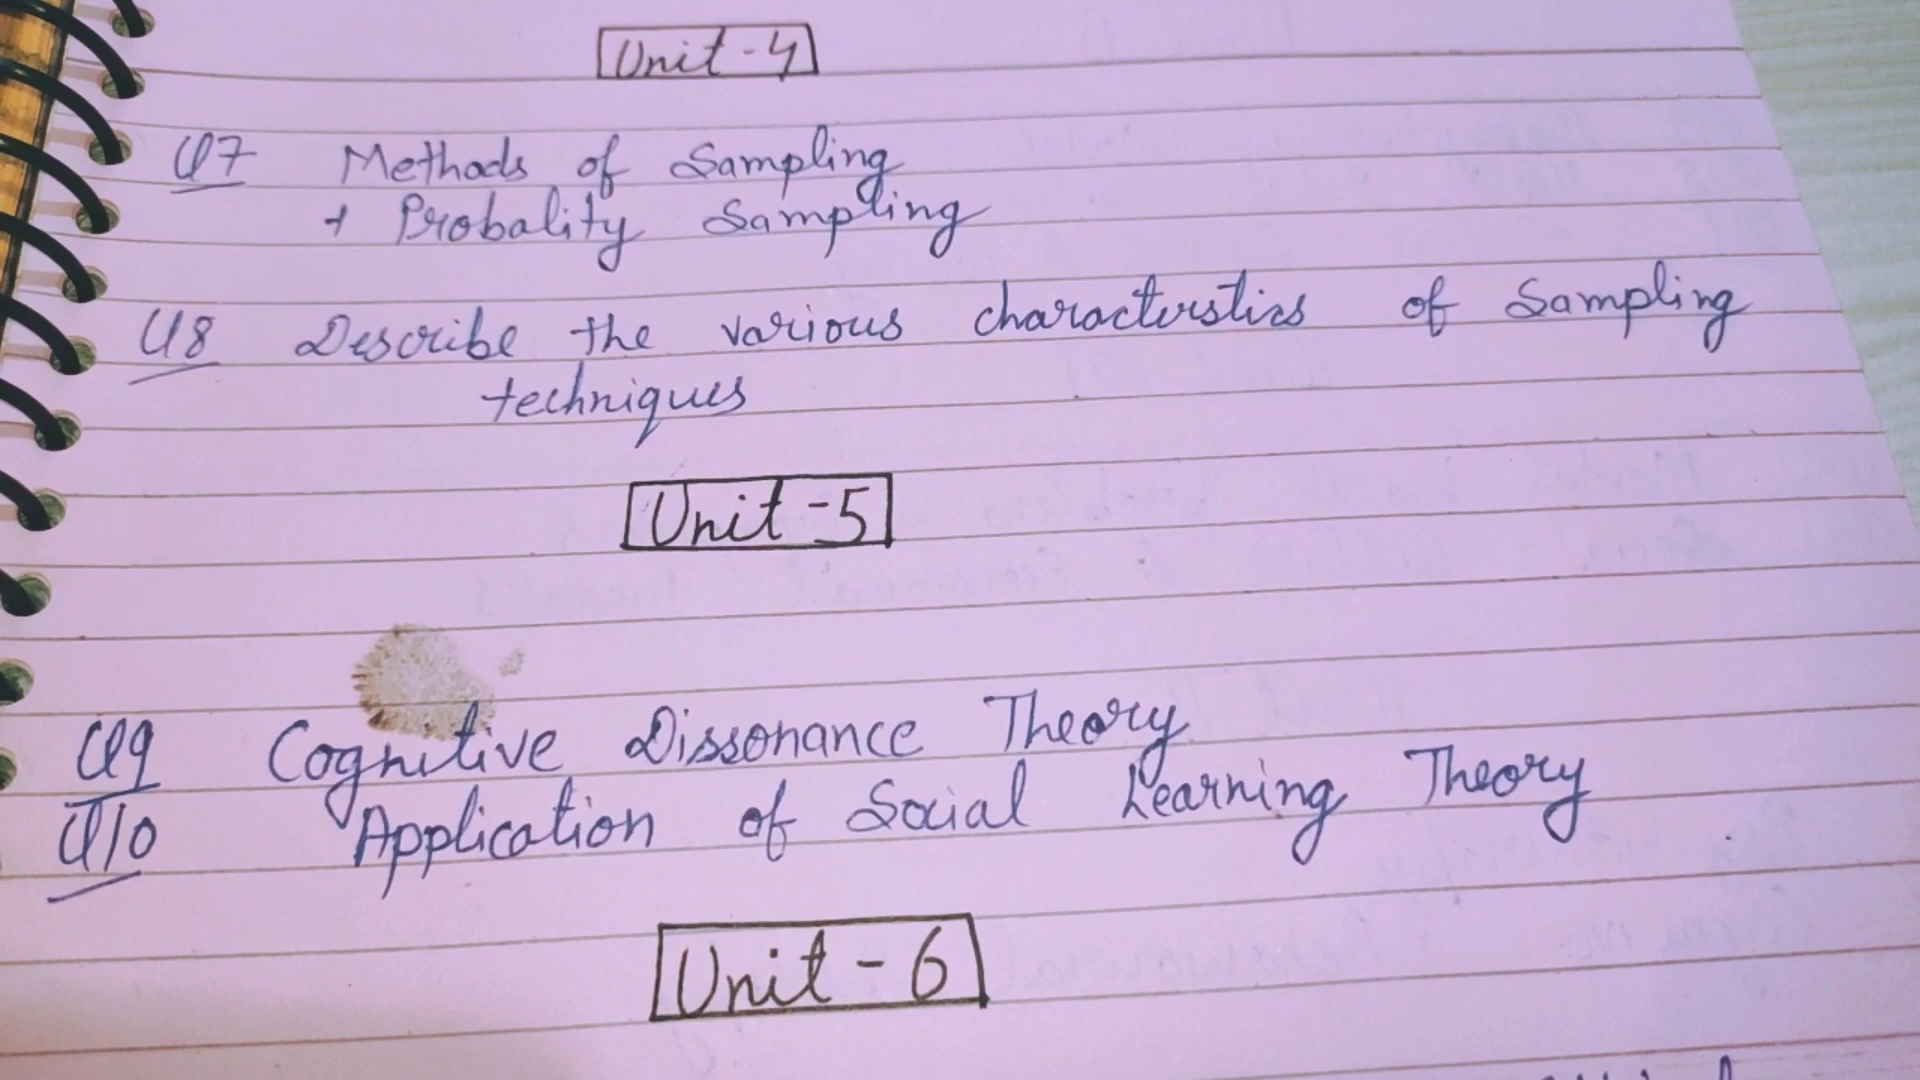 Unit - 4
Q7 Methods of Sampling
+ Probality Sampling
Q8 Describe the various characterstics of Sampling
techniques
Unit - 5
Q9 Cognitive Dissonance Theory
Q10 Application of Social Learning Theory
Unit - 6